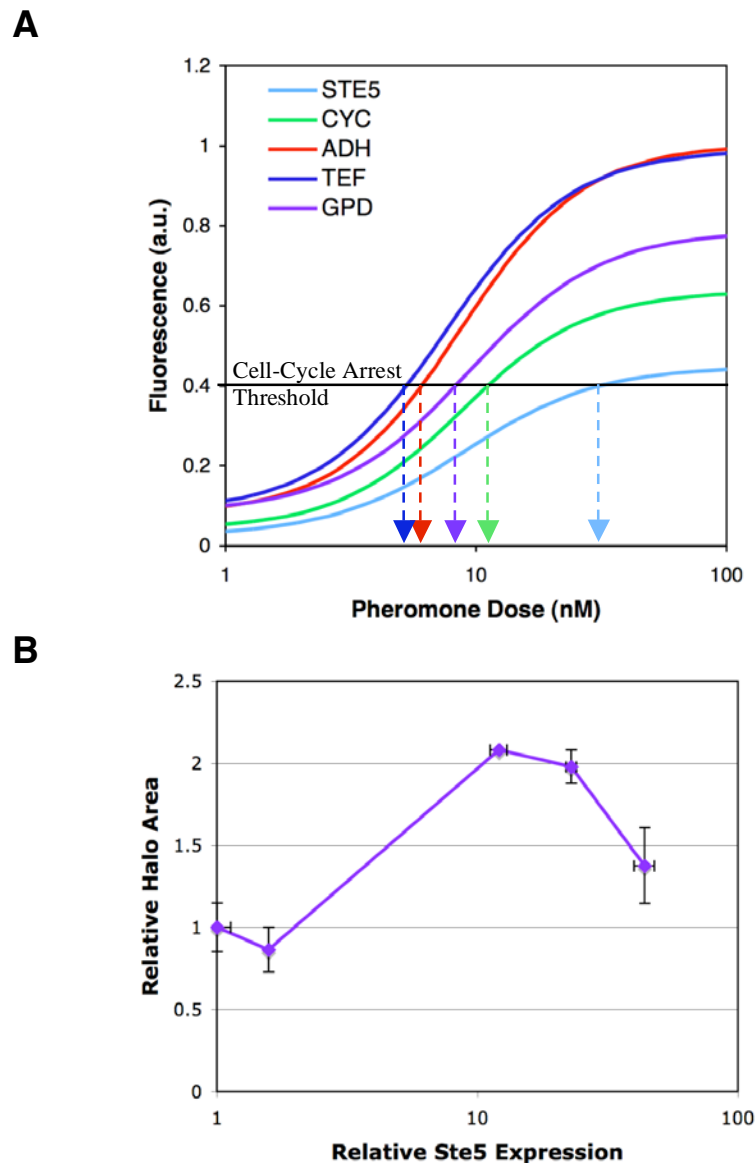 A
1.2
1
0.8
0.6
0.4
0.2
0
Fluorescence (a.u.)
STE5
CYC
ADH
TEF
GPD
Cell-Cycle Arrest
Threshold
1
10
100
Pheromone Dose (nM)
B
2.5
2
1.5
1
0.5
0
Relative Halo Area
1
10
100
Relative Ste5 Expression